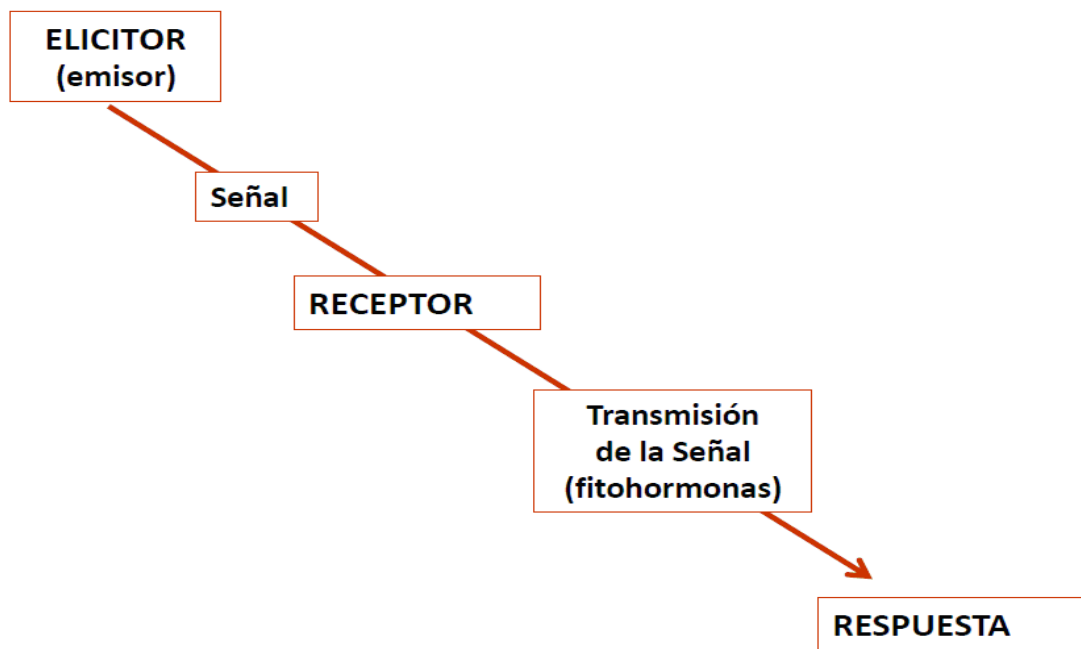 ELICITOR
(emisor)
Señal
RECEPTOR
Transmisión
de la Señal
(fitohormonas)
RESPUESTA